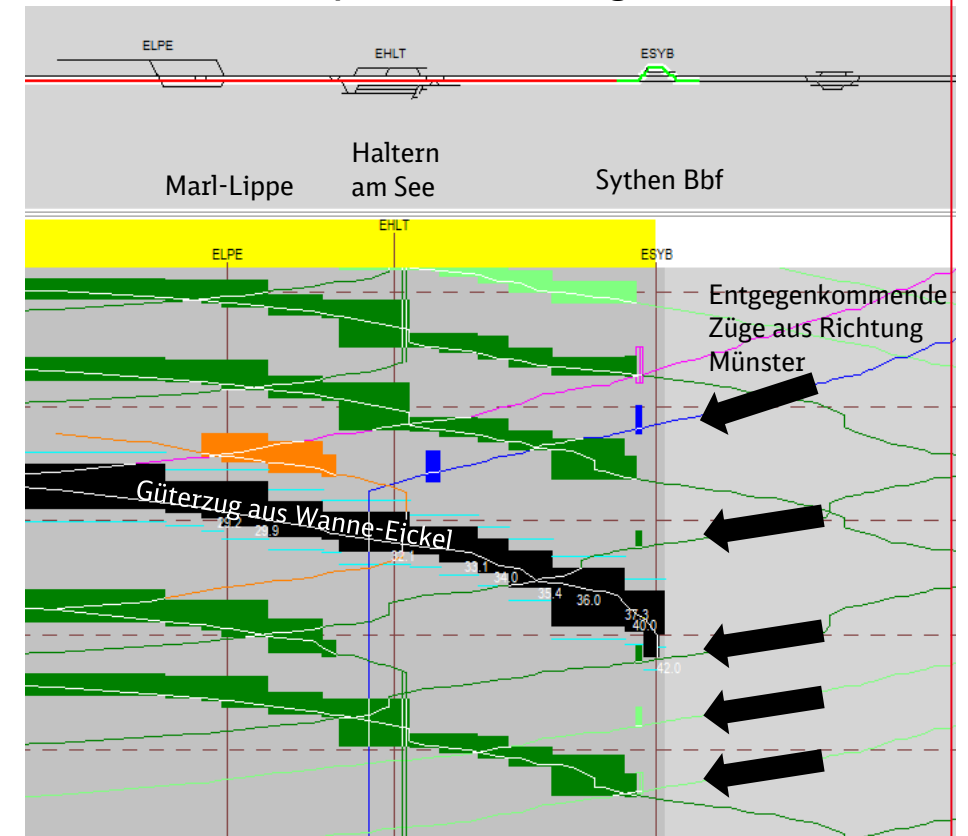 ELPE
EHLT
ESYB
Marl-Lippe
Haltern
am See
Sythen Bbf
EHLT
ELPE
ESYB
Entgegenkommende
Züge aus Richtung
Münster
Güterzug aus Wanne-Eickel
29.9
33.1
34.0
35.4
36.0
37.3
40.0
42.0